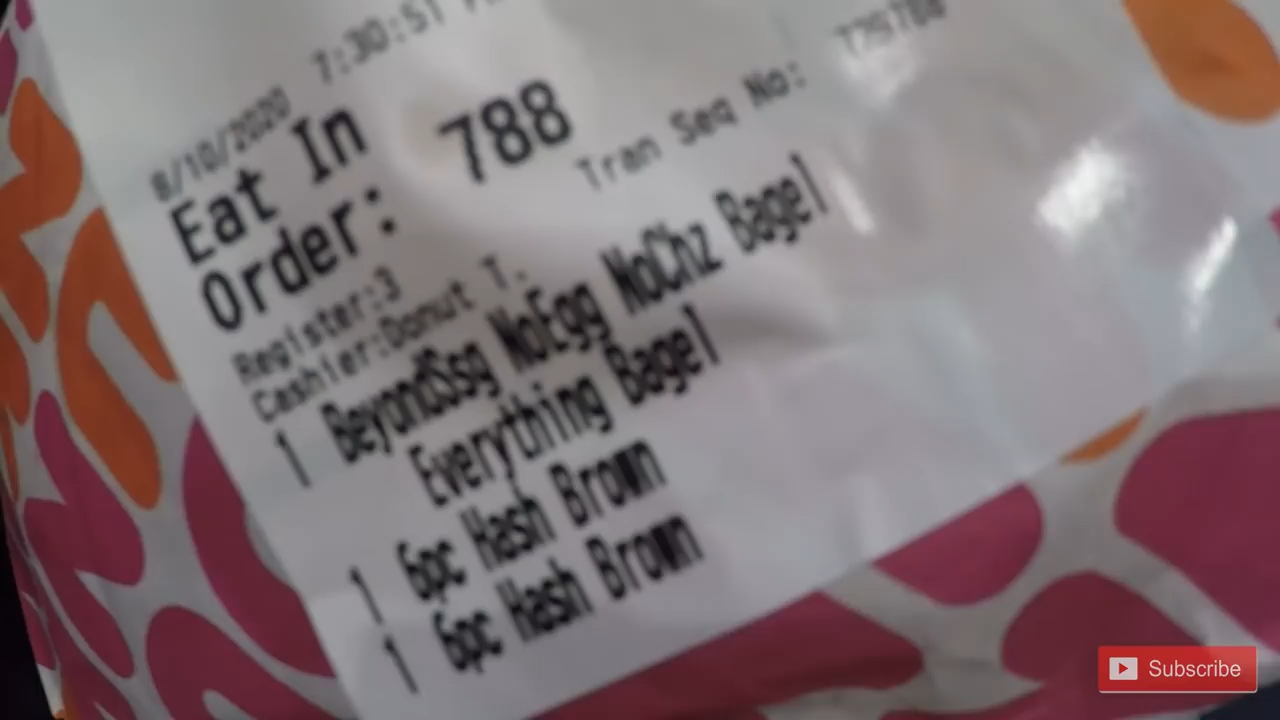 8/10/2020 7:30:51
Eat In
Order: 788
Tran Seq No:
Register:3
Cashier:Donut T.
1 BeyondSsg NoEgg NoChz Bagel
Everything Bagel
1 6pc Hash Brown
1 6pc Hash Brown
Subscribe